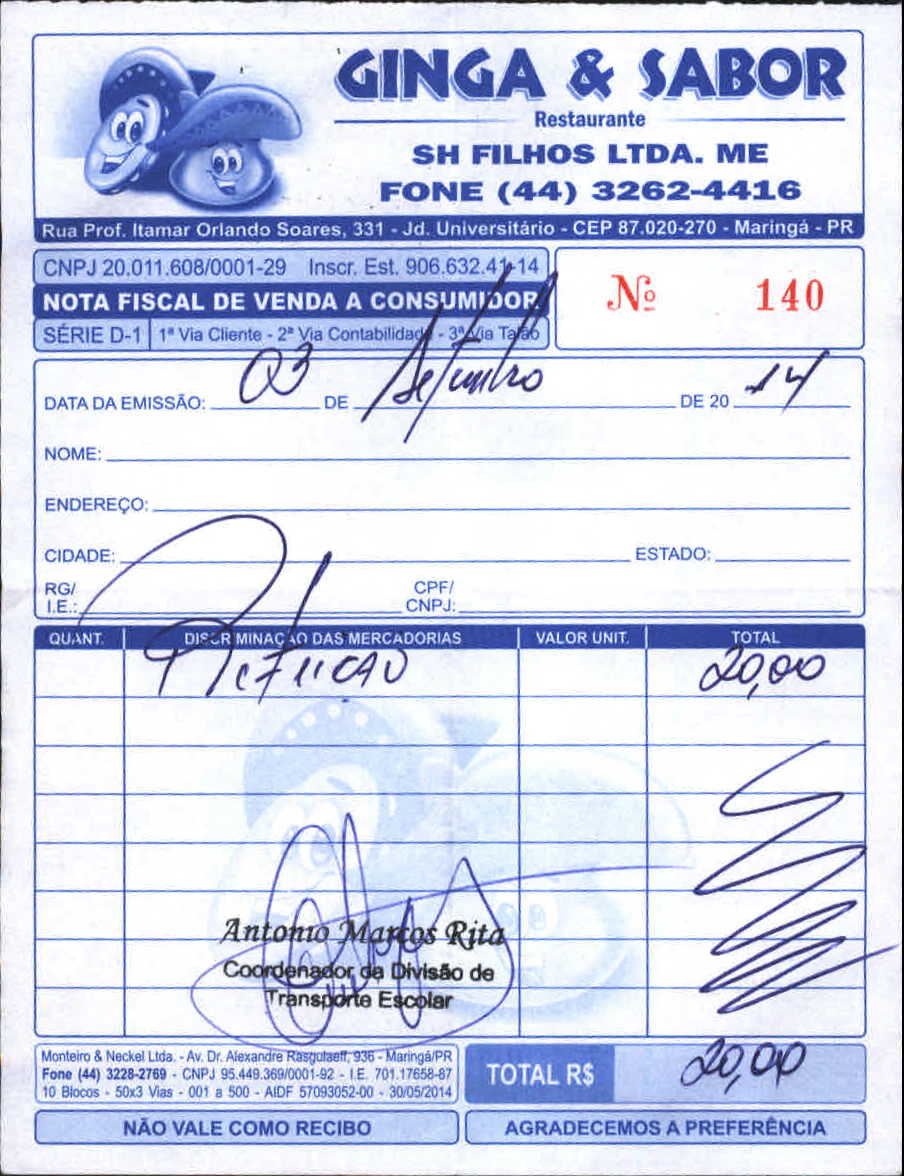 GINGA & SABOR
Restaurante
SH FILHOS LTDA. ME
FONE (44) 3262-4416
Rua Prof. Itamar Orlando Soares, 331 - Jd. Universitário - CEP 87.020-270 - Maringá - PR
CNPJ 20.011.608/0001-29 Inscr. Est. 906.632.41-14
Nº 140
NOTA FISCAL DE VENDA A CONSUMIDOR
SÉRIE D-1 1ª Via Cliente - 2ª Via Contabilidade - 3ª Via Talão
DATA DA EMISSÃO: 03 DE Setembro DE 20 14
NOME:
ENDEREÇO:
CIDADE: ESTADO:
RG/ I.E.: CPF/ CNPJ:
QUANT. DISCRIMINAÇÃO DAS MERCADORIAS VALOR UNIT. TOTAL
Refeição 20,00
Antonio Marcos Rita
Coordenador da Divisão de
Transporte Escolar
Monteiro & Neckel Ltda. - Av. Dr. Alexandre Rasgulaeff, 936 - Maringá/PR
Fone (44) 3228-2769 - CNPJ 95.449.369/0001-92 - I.E. 701.17658-87
10 Blocos - 50x3 Vias - 001 a 500 - AIDF 57093052-00 - 30/05/2014
TOTAL R$ 20,00
NÃO VALE COMO RECIBO
AGRADECEMOS A PREFERÊNCIA